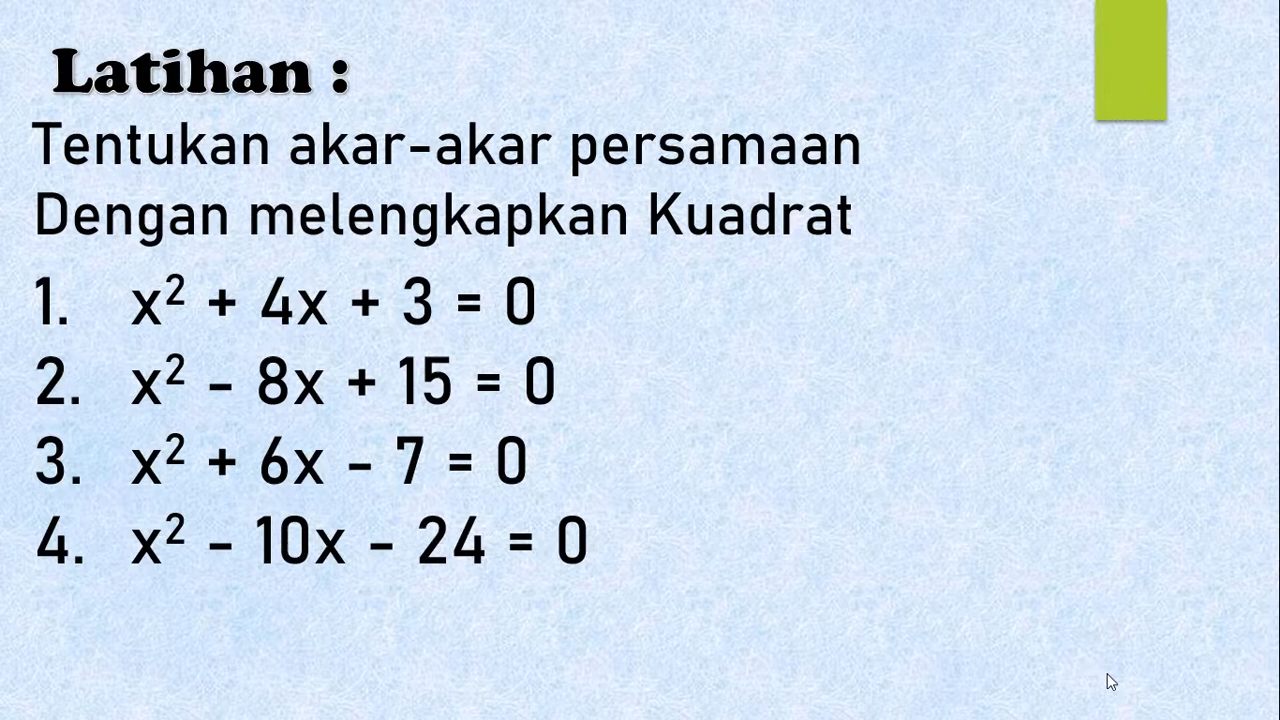 Latihan :
Tentukan akar-akar persamaan
Dengan melengkapkan Kuadrat
1. x² + 4x + 3 = 0
2. x² - 8x + 15 = 0
3. x² + 6x - 7 = 0
4. x² - 10x - 24 = 0